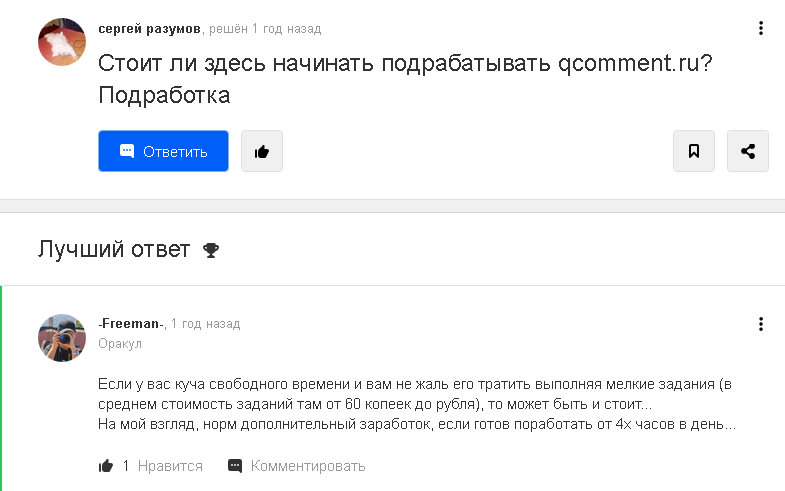 сергей разумов, решён 1 год назад
Стоит ли здесь начинать подрабатывать qcomment.ru?
Подработка
Ответить
Лучший ответ
-Freeman-, 1 год назад
Оракул
Если у вас куча свободного времени и вам не жаль его тратить выполняя мелкие задания (в
среднем стоимость заданий там от 60 копеек до рубля), то может быть и стоит...
На мой взгляд, норм дополнительный заработок, если готов поработать от 4х часов в день...
1 Нравится Комментировать